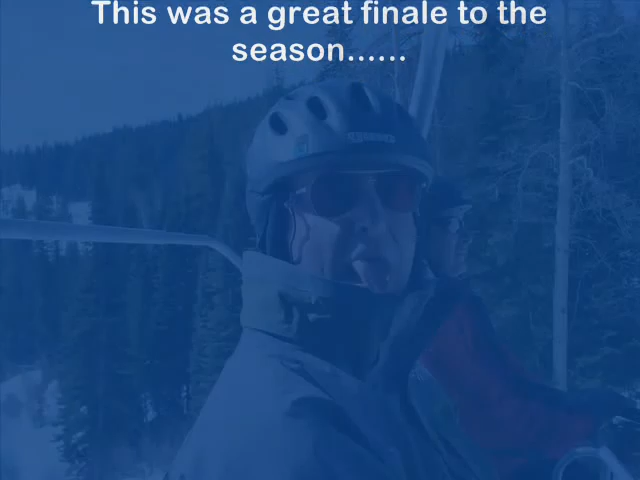 This was a great finale to the
season......